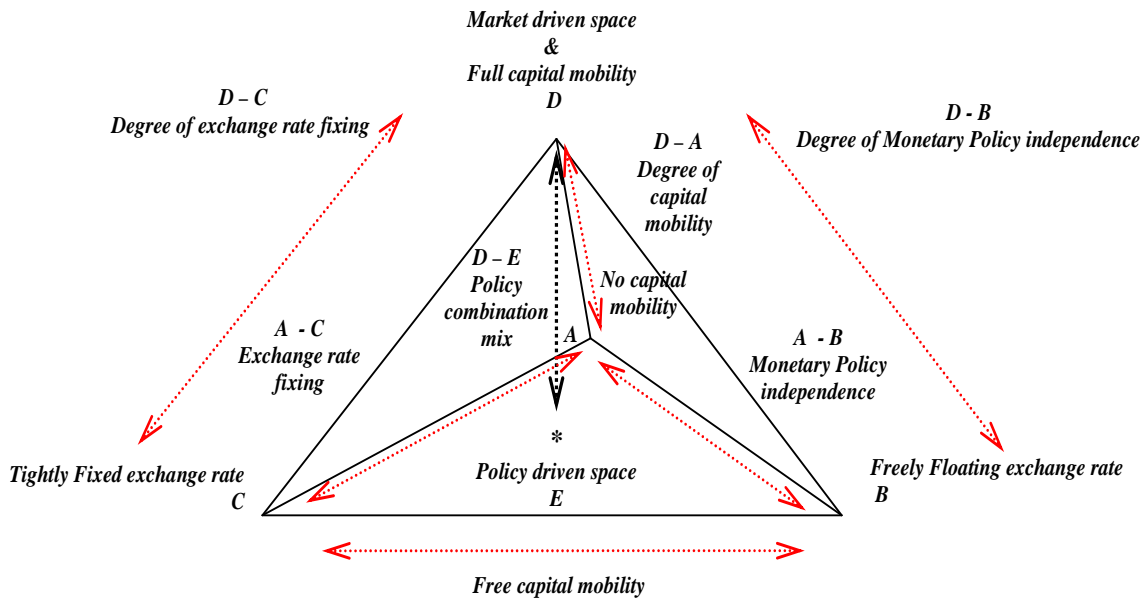 Market driven space
&
Full capital mobility
D
D – C
Degree of exchange rate fixing
D - B
Degree of Monetary Policy independence
D – A
Degree of
capital
mobility
D – E
Policy
combination
mix
No capital
mobility
A
A - C
Exchange rate
fixing
A - B
Monetary Policy
independence
*
Tightly Fixed exchange rate
C
Policy driven space
E
Freely Floating exchange rate
B
Free capital mobility